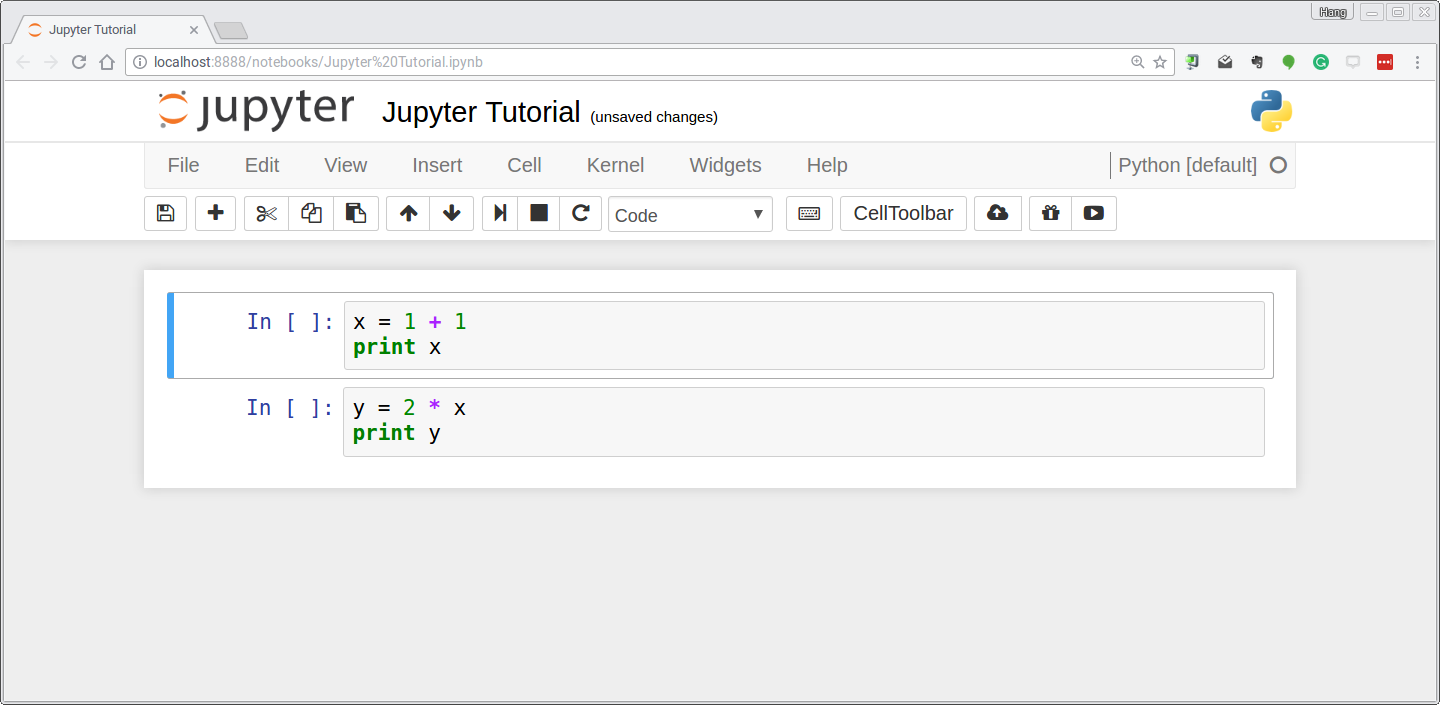 Hang
Jupyter Tutorial
localhost:8888/notebooks/Jupyter%20Tutorial.ipynb
jupyter Jupyter Tutorial (unsaved changes)
File Edit View Insert Cell Kernel Widgets Help Python [default]
Code CellToolbar
In [ ]: x = 1 + 1
print x
In [ ]: y = 2 * x
print y